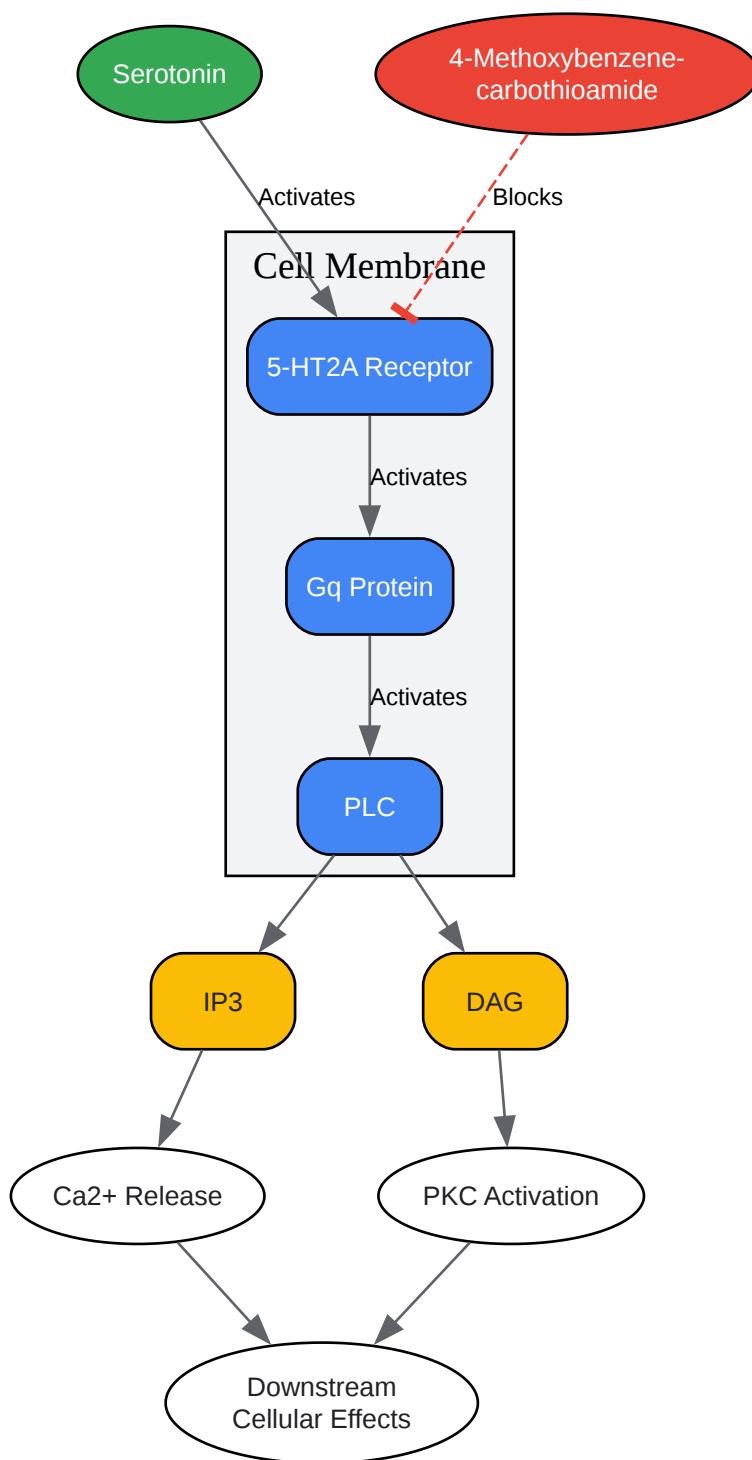 Serotonin
4-Methoxybenzene-
carbothioamide
Activates
Blocks
Cell Membrane
5-HT2A Receptor
Activates
Gq Protein
Activates
PLC
IP3
DAG
Ca2+ Release
PKC Activation
Downstream
Cellular Effects